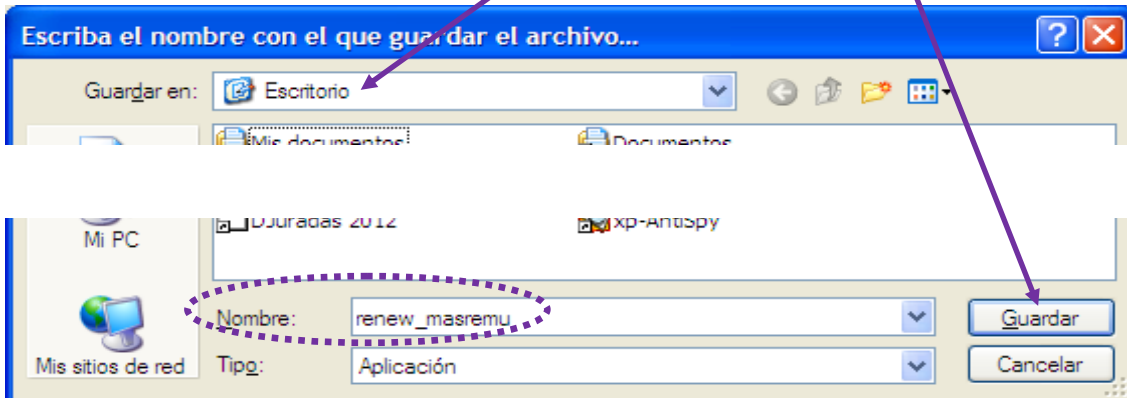 Escriba el nombre con el que guardar el archivo...
Guardar en: Escritorio
Mis documentos Documentos
Mi PC
DJuradas 2012 xp-AntiSpy
Mis sitios de red
Nombre: renew_masremu Guardar
Tipo: Aplicación Cancelar